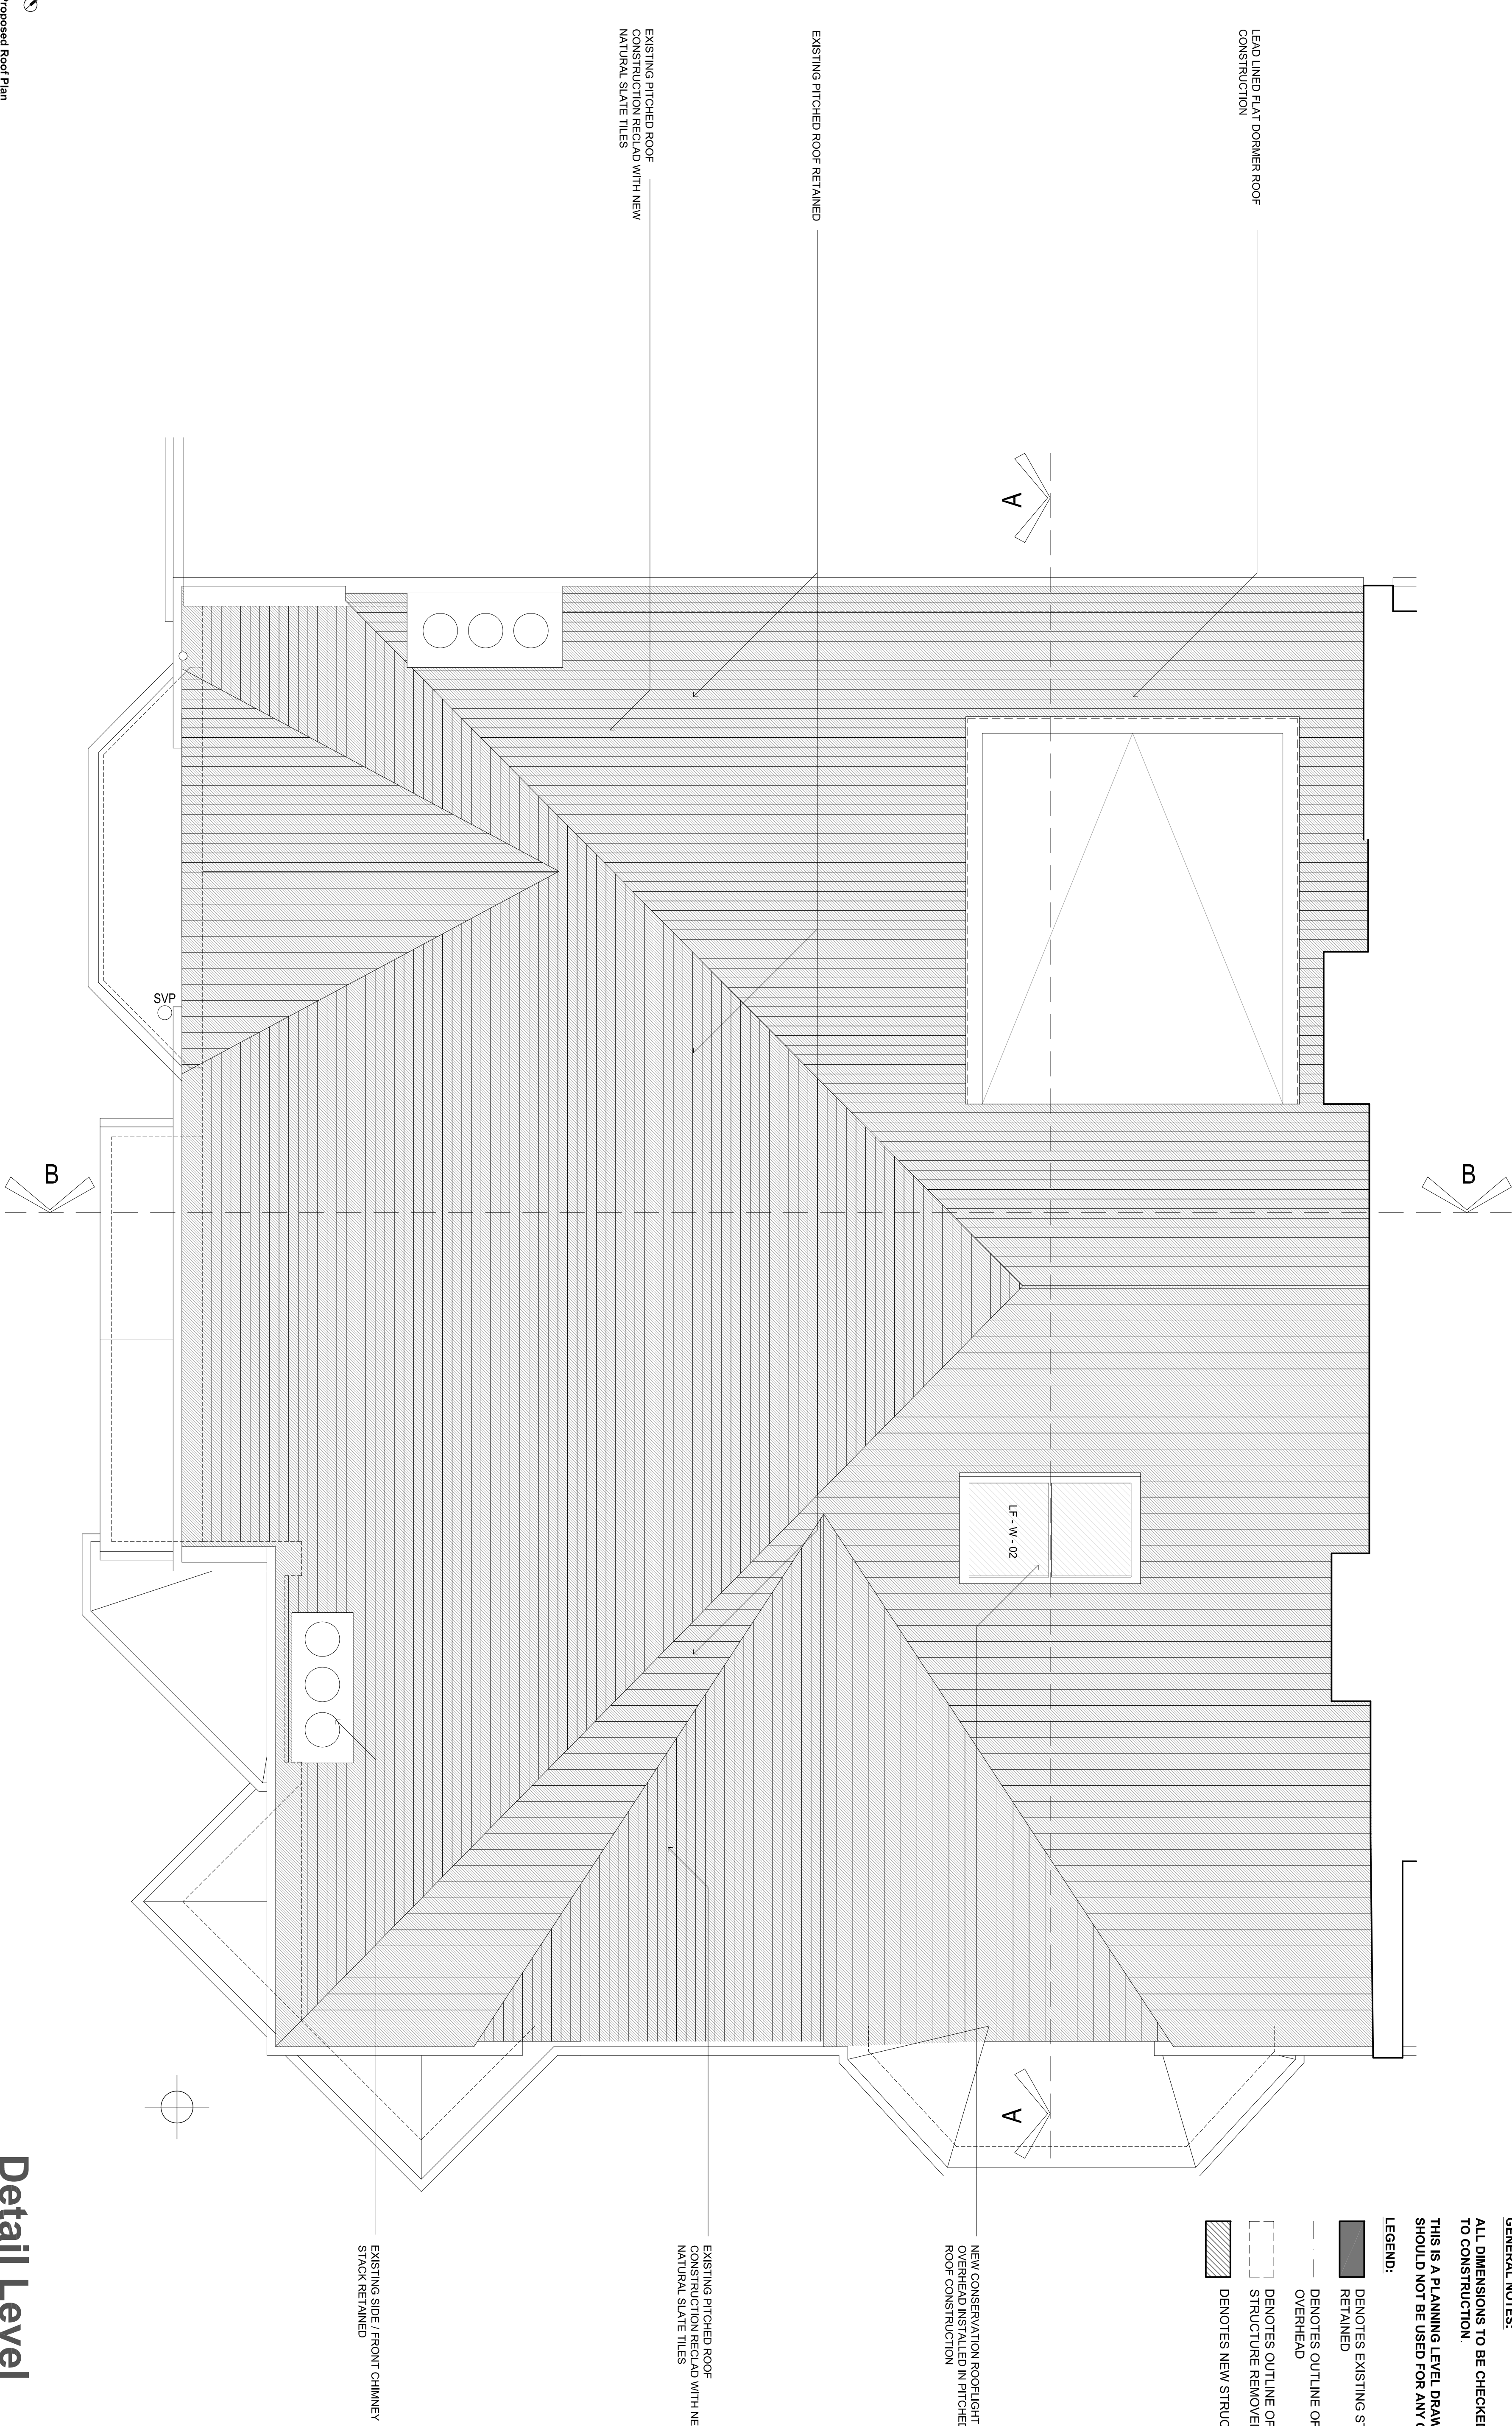 GENERAL NOTES:
ALL DIMENSIONS TO BE CHECKED
TO CONSTRUCTION.
THIS IS A PLANNING LEVEL DRAW
SHOULD NOT BE USED FOR ANY
LEGEND:
DENOTES EXISTING
RETAINED
DENOTES OUTLINE OF
OVERHEAD
DENOTES OUTLINE OF
STRUCTURE REMOVE
DENOTES NEW STRUC
LEAD LINED FLAT DORMER ROOF
CONSTRUCTION
EXISTING PITCHED ROOF RETAINED
EXISTING PITCHED ROOF
CONSTRUCTION RECLAD WITH NEW
NATURAL SLATE TILES
B
B
A
A
SVP
LF - W - 02
NEW CONSERVATION ROOFLIGHT
OVERHEAD INSTALLED IN PITCHED
ROOF CONSTRUCTION
EXISTING PITCHED ROOF
CONSTRUCTION RECLAD WITH NE
NATURAL SLATE TILES
EXISTING SIDE / FRONT CHIMNEY
STACK RETAINED
Proposed Roof Plan
Detail Level